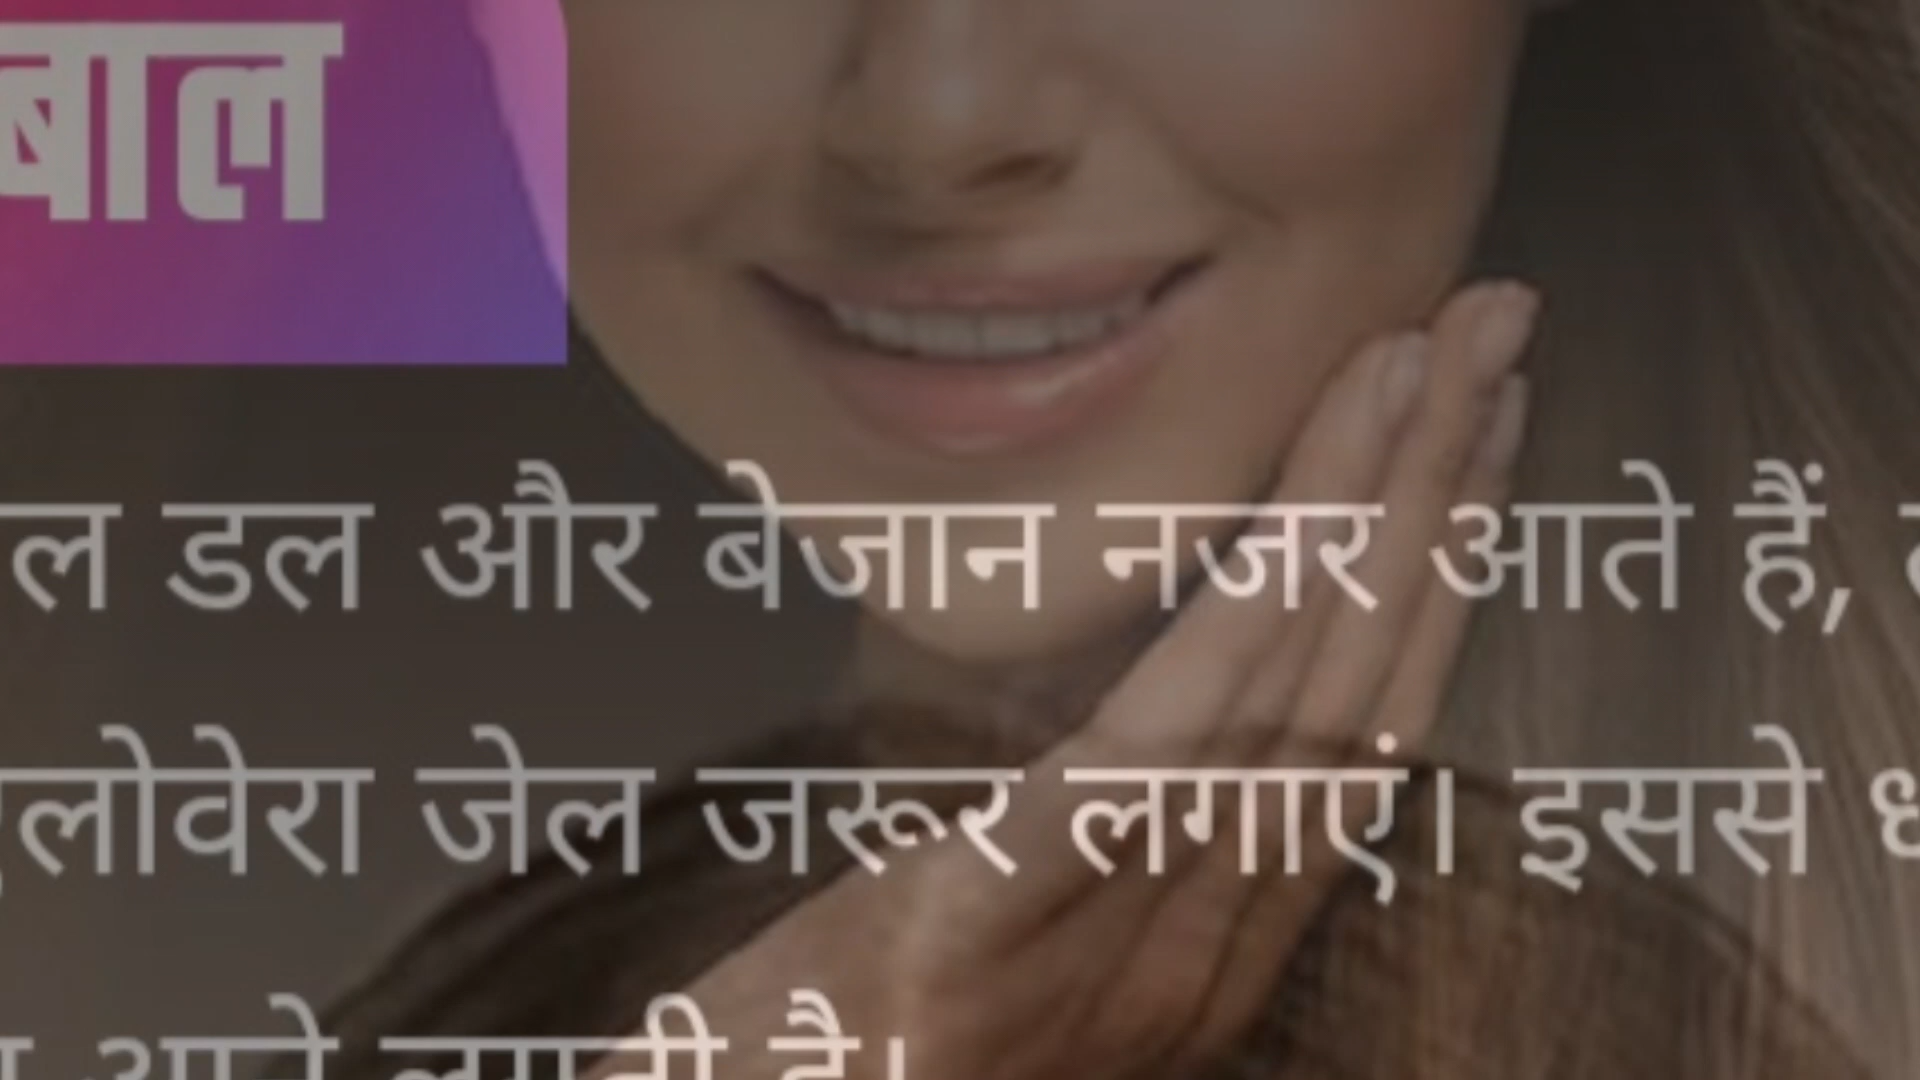 बाल
डल और बेजान नजर आते हैं,
जेल जरूर लगाएं। इससे
है।